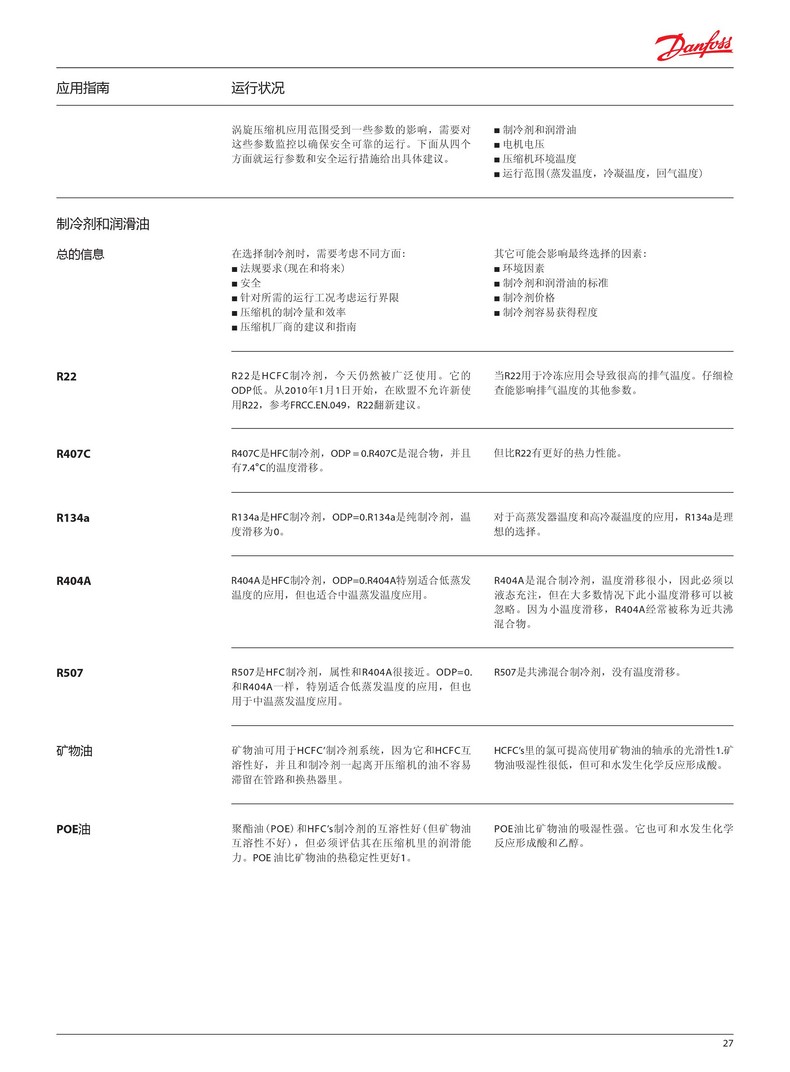 Danfoss
应用指南
运行状况
涡旋压缩机应用范围受到一些参数的影响，需要对
这些参数监控以确保安全可靠的运行。下面从四个
方面就运行参数和安全运行措施给出具体建议。
■ 制冷剂和润滑油
■ 电机电压
■ 压缩机环境温度
■ 运行范围(蒸发温度，冷凝温度，回气温度)
制冷剂和润滑油
总的信息
在选择制冷剂时，需要考虑不同方面:
■ 法规要求(现在和将来)
■ 安全
■ 针对所需的运行工况考虑运行界限
■ 压缩机的制冷量和效率
■ 压缩机厂商的建议和指南
其它可能会影响最终选择的因素:
■ 环境因素
■ 制冷剂和润滑油的标准
■ 制冷剂价格
■ 制冷剂容易获得程度
R22
R22是HCFC制冷剂，今天仍然被广泛使用。它的
ODP低。从2010年1月1日开始，在欧盟不允许新使
用R22，参考FRCC.EN.049，R22翻新建议。
当R22用于冷冻应用会导致很高的排气温度。仔细检
查能影响排气温度的其他参数。
R407C
R407C是HFC制冷剂，ODP = 0.R407C是混合物，并且
有7.4°C的温度滑移。
但比R22有更好的热力性能。
R134a
R134a是HFC制冷剂，ODP=0.R134a是纯制冷剂，温
度滑移为0。
对于高蒸发器温度和高冷凝温度的应用，R134a是理
想的选择。
R404A
R404A是HFC制冷剂，ODP=0.R404A特别适合低蒸发
温度的应用，但也适合中温蒸发温度应用。
R404A是混合制冷剂，温度滑移很小，因此必须以
液态充注，但在大多数情况下此小温度滑移可以被
忽略。因为小温度滑移，R404A经常被称为近共沸
混合物。
R507
R507是HFC制冷剂，属性和R404A很接近。ODP=0.
和R404A一样，特别适合低蒸发温度的应用，但也
用于中温蒸发温度应用。
R507是共沸混合制冷剂，没有温度滑移。
矿物油
矿物油可用于HCFC’制冷剂系统，因为它和HCFC互
溶性好，并且和制冷剂一起离开压缩机的油不容易
滞留在管路和换热器里。
HCFC’s里的氯可提高使用矿物油的轴承的光滑性1.矿
物油吸湿性很低，但可和水发生化学反应形成酸。
POE油
聚酯油(POE)和HFC’s制冷剂的互溶性好(但矿物油
互溶性不好)，但必须评估其在压缩机里的润滑能
力。POE 油比矿物油的热稳定性更好1。
POE油比矿物油的吸湿性强。它也可和水发生化学
反应形成酸和乙醇。
27